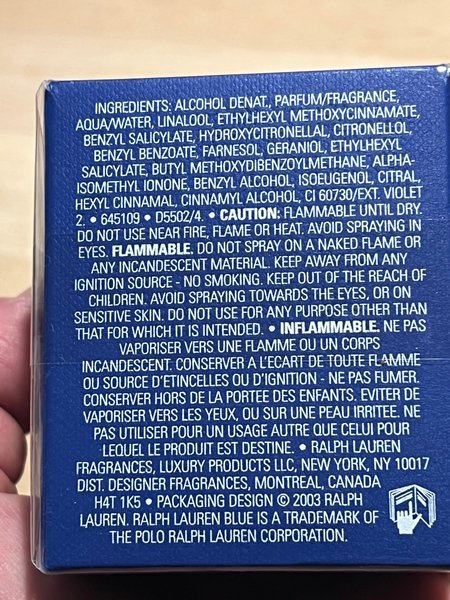 INGREDIENTS: ALCOHOL DENAT., PARFUM/FRAGRANCE,
AQUA/WATER, LINALOOL, ETHYLHEXYL METHOXYCINNAMATE,
BENZYL SALICYLATE, HYDROXYCITRONELLAL, CITRONELLOL,
BENZYL BENZOATE, FARNESOL, GERANIOL, ETHYLHEXYL
SALICYLATE, BUTYL METHOXYDIBENZOYLMETHANE, ALPHA-
ISOMETHYL IONONE, BENZYL ALCOHOL, ISOEUGENOL, CITRAL,
HEXYL CINNAMAL, CINNAMYL ALCOHOL, CI 60730/EXT. VIOLET
2. • 645109 • D5502/4. • CAUTION: FLAMMABLE UNTIL DRY.
DO NOT USE NEAR FIRE, FLAME OR HEAT. AVOID SPRAYING IN
EYES. FLAMMABLE. DO NOT SPRAY ON A NAKED FLAME OR
ANY INCANDESCENT MATERIAL. KEEP AWAY FROM ANY
IGNITION SOURCE - NO SMOKING. KEEP OUT OF THE REACH OF
CHILDREN. AVOID SPRAYING TOWARDS THE EYES, OR ON
SENSITIVE SKIN. DO NOT USE FOR ANY PURPOSE OTHER THAN
THAT FOR WHICH IT IS INTENDED. • INFLAMMABLE. NE PAS
VAPORISER VERS UNE FLAMME OU UN CORPS
INCANDESCENT. CONSERVER A L'ECART DE TOUTE FLAMME
OU SOURCE D'ETINCELLES OU D'IGNITION - NE PAS FUMER.
CONSERVER HORS DE LA PORTEE DES ENFANTS. EVITER DE
VAPORISER VERS LES YEUX, OU SUR UNE PEAU IRRITEE. NE
PAS UTILISER POUR UN USAGE AUTRE QUE CELUI POUR
LEQUEL LE PRODUIT EST DESTINE. • RALPH LAUREN
FRAGRANCES, LUXURY PRODUCTS LLC, NEW YORK, NY 10017
DIST. DESIGNER FRAGRANCES, MONTREAL, CANADA
H4T 1K5 • PACKAGING DESIGN © 2003 RALPH
LAUREN. RALPH LAUREN BLUE IS A TRADEMARK OF
THE POLO RALPH LAUREN CORPORATION.